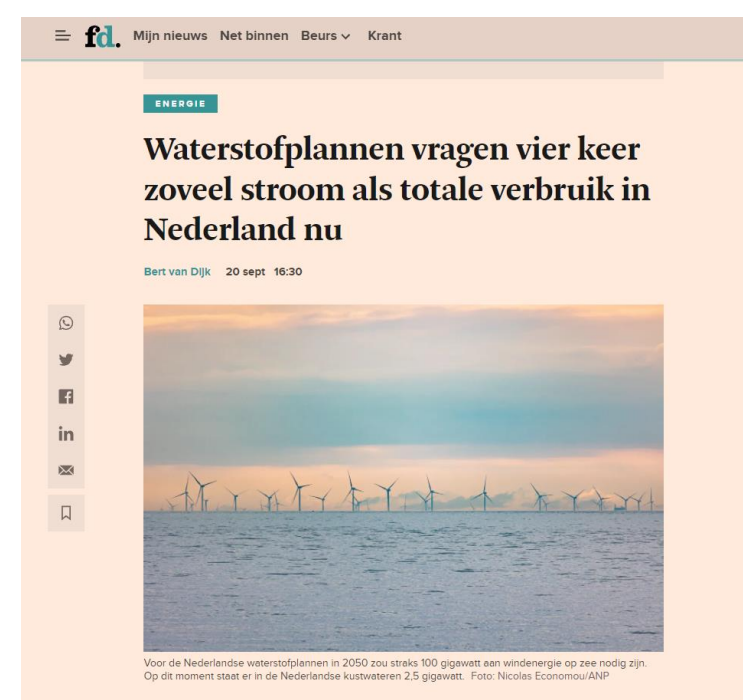 fd. Mijn nieuws Net binnen Beurs Krant
ENERGIE
Waterstofplannen vragen vier keer
zoveel stroom als totale verbruik in
Nederland nu
Bert van Dijk 20 sept 16:30
Voor de Nederlandse waterstofplannen in 2050 zou straks 100 gigawatt aan windenergie op zee nodig zijn.
Op dit moment staat er in de Nederlandse kustwateren 2,5 gigawatt. Foto: Nicolas Economou/ANP